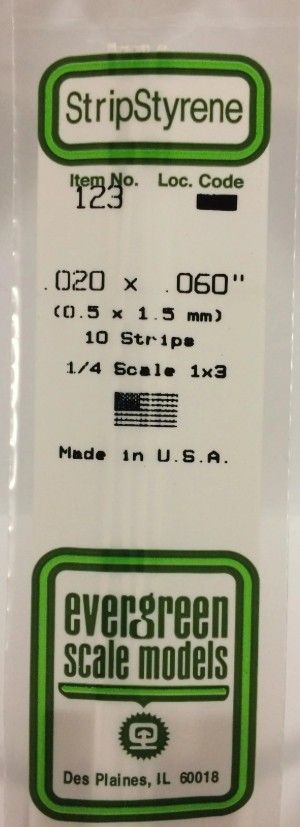 StripStyrene
Item No. Loc. Code
123
.020 x .060"
(0.5 x 1.5 mm)
10 Strips
1/4 Scale 1x3
Made in U.S.A.
evergreen
scale models
Des Plaines, IL 60018